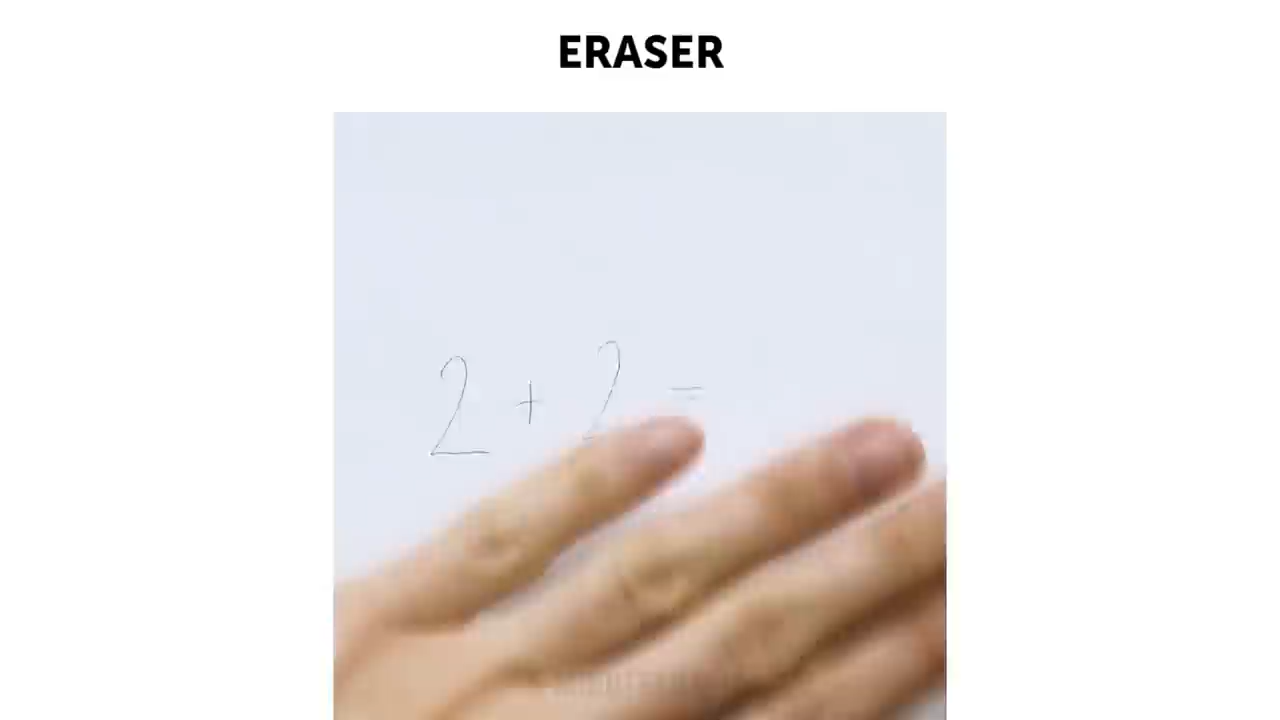 ERASER
2 + 2 =